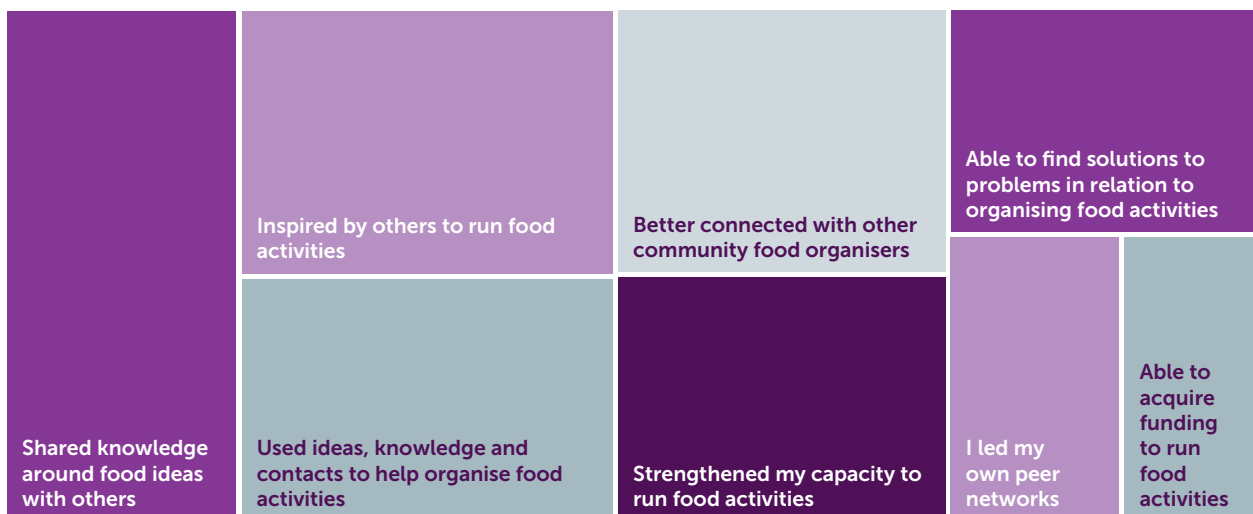 Shared knowledge
around food ideas
with others
Inspired by others to run food
activities
Used ideas, knowledge and
contacts to help organise food
activities
Better connected with other
community food organisers
Strengthened my capacity to
run food activities
Able to find solutions to
problems in relation to
organising food activities
I led my
own peer
networks
Able to
acquire
funding
to run
food
activities